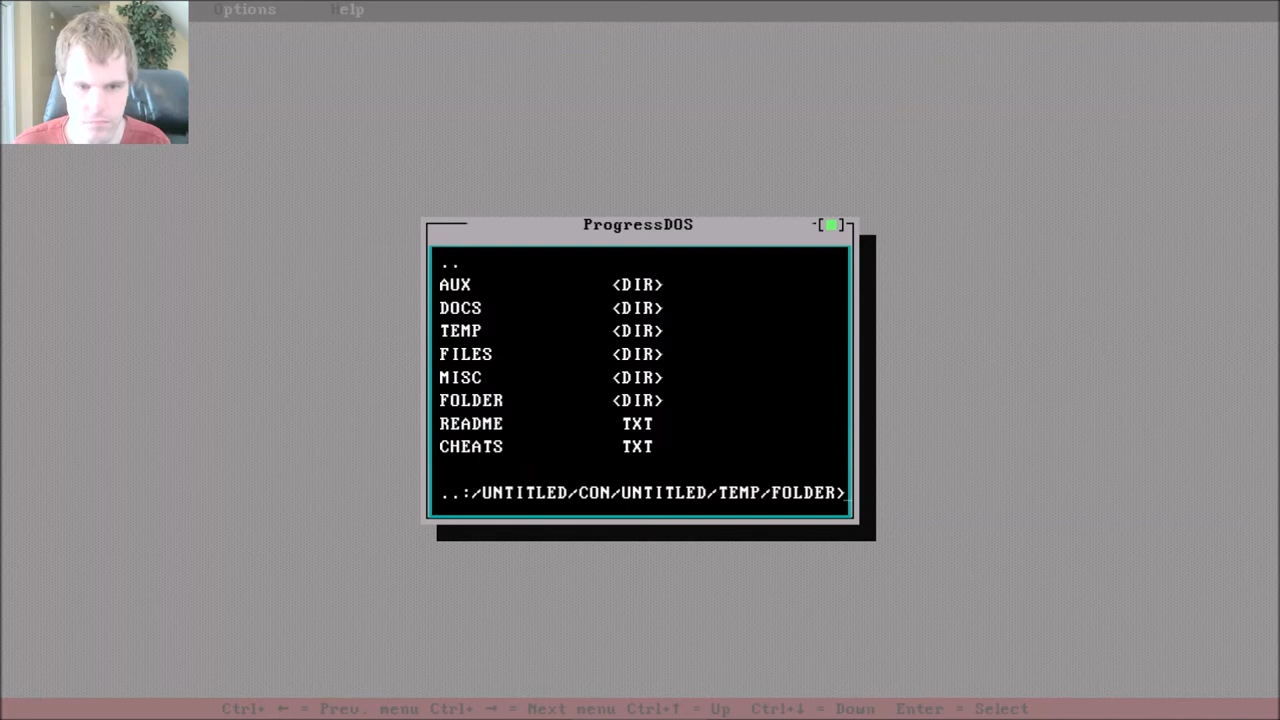 Options Help
ProgressDOS
-[■]
..
AUX <DIR>
DOCS <DIR>
TEMP <DIR>
FILES <DIR>
MISC <DIR>
FOLDER <DIR>
README TXT
CHEATS TXT
..:/UNTITLED/CON/UNTITLED/TEMP/FOLDER>_
Ctrl+ ← = Prev. menu Ctrl+ → = Next menu Ctrl+↑ = Up Ctrl+↓ = Down Enter = Select